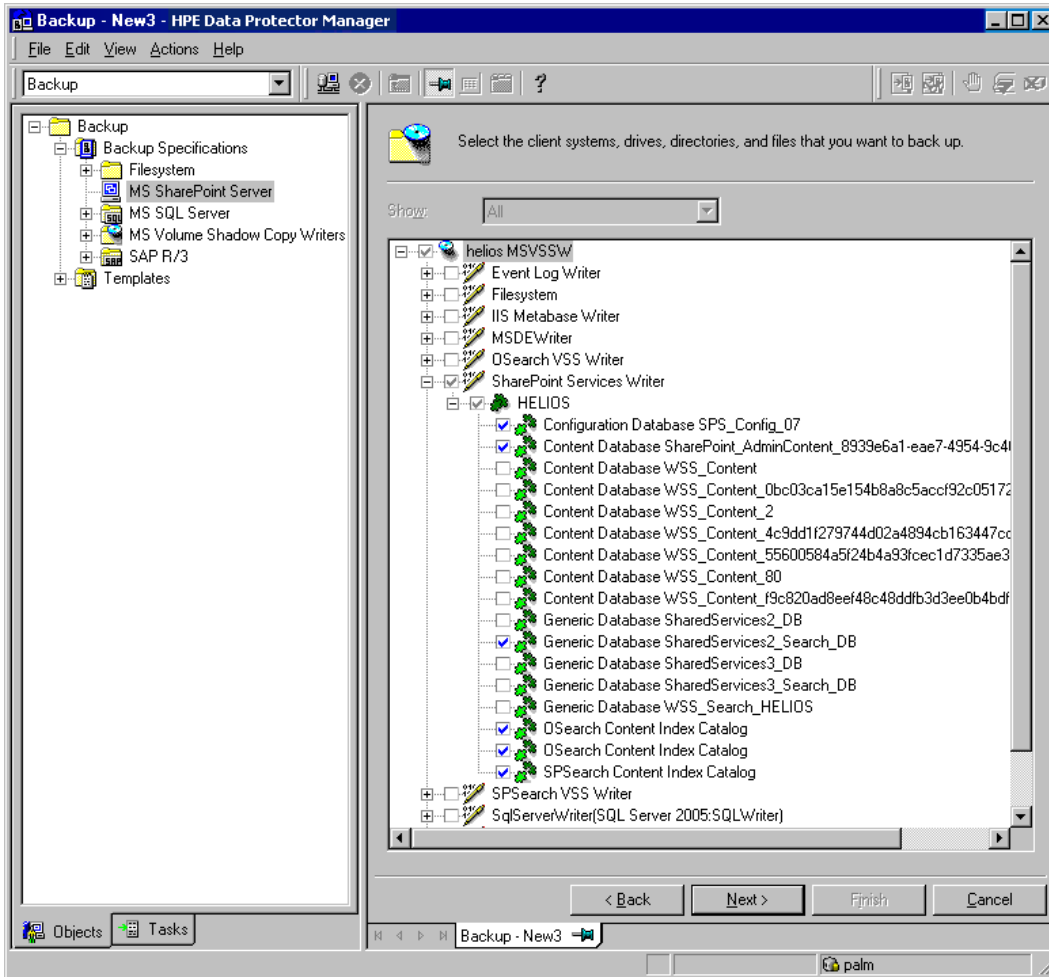 Backup - New3 - HPE Data Protector Manager
File Edit View Actions Help
Backup
Backup
Backup Specifications
Filesystem
MS SharePoint Server
MS SQL Server
MS Volume Shadow Copy Writers
SAP R/3
Templates
Objects
Tasks
Select the client systems, drives, directories, and files that you want to back up.
Show: All
helios MSVSSW
Event Log Writer
Filesystem
IIS Metabase Writer
MSDEWriter
OSearch VSS Writer
SharePoint Services Writer
HELIOS
Configuration Database SPS_Config_07
Content Database SharePoint_AdminContent_8939e6a1-eae7-4954-9c4
Content Database WSS_Content
Content Database WSS_Content_0bc03ca15e154b8a8c5accf92c05172
Content Database WSS_Content_2
Content Database WSS_Content_4c9dd1f279744d02a4894cb163447cc
Content Database WSS_Content_55600584a5f24b4a93fcec1d7335ae3
Content Database WSS_Content_80
Content Database WSS_Content_f9c820ad8eef48c48ddfb3d3ee0b4bdf
Generic Database SharedServices2_DB
Generic Database SharedServices2_Search_DB
Generic Database SharedServices3_DB
Generic Database SharedServices3_Search_DB
Generic Database WSS_Search_HELIOS
OSearch Content Index Catalog
OSearch Content Index Catalog
SPSearch Content Index Catalog
SPSearch VSS Writer
SqlServerWriter(SQL Server 2005:SQLWriter)
< Back Next > Finish Cancel
Backup - New3
palm